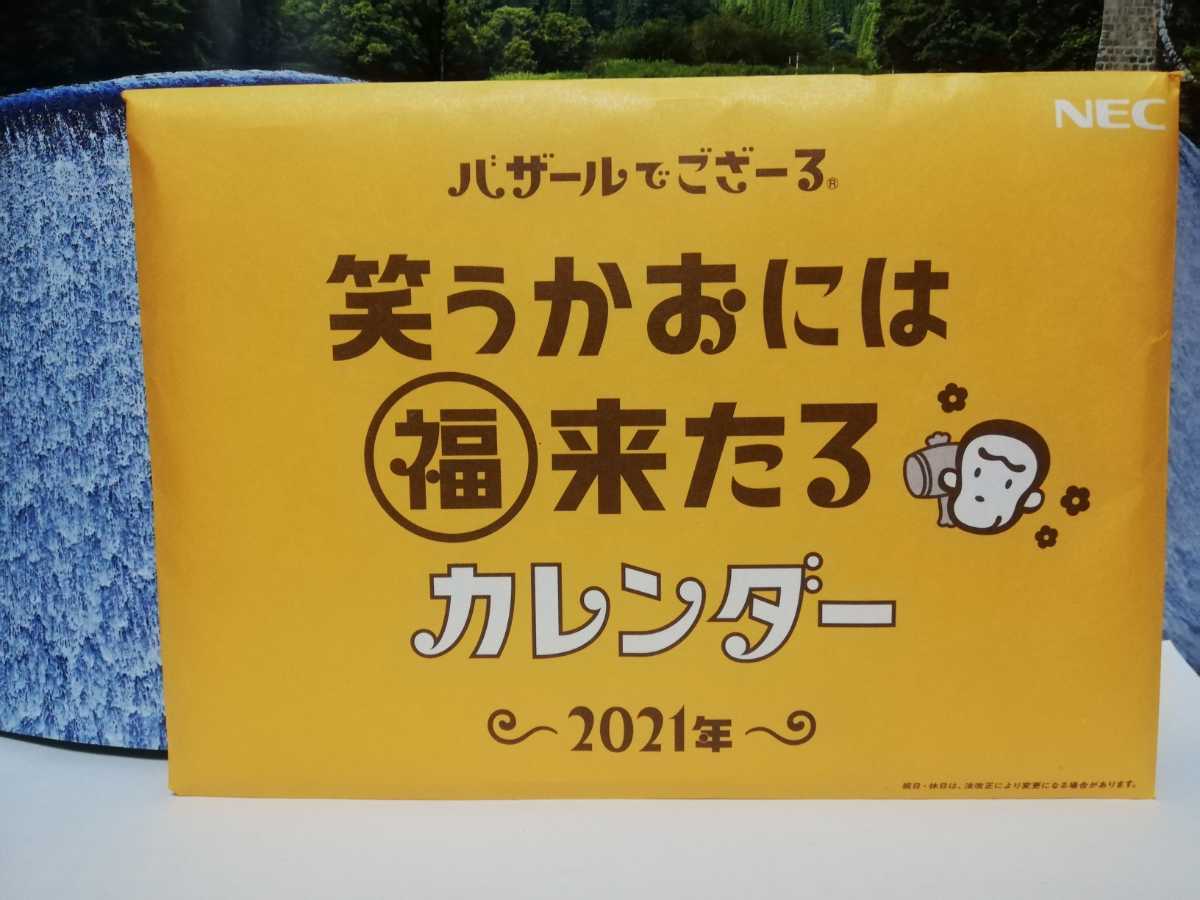 NEC
バザールでござーる®
笑うかおには
福来たる
カレンダー
〜2021年〜
祝日・休日は、法改正により変更になる場合があります。